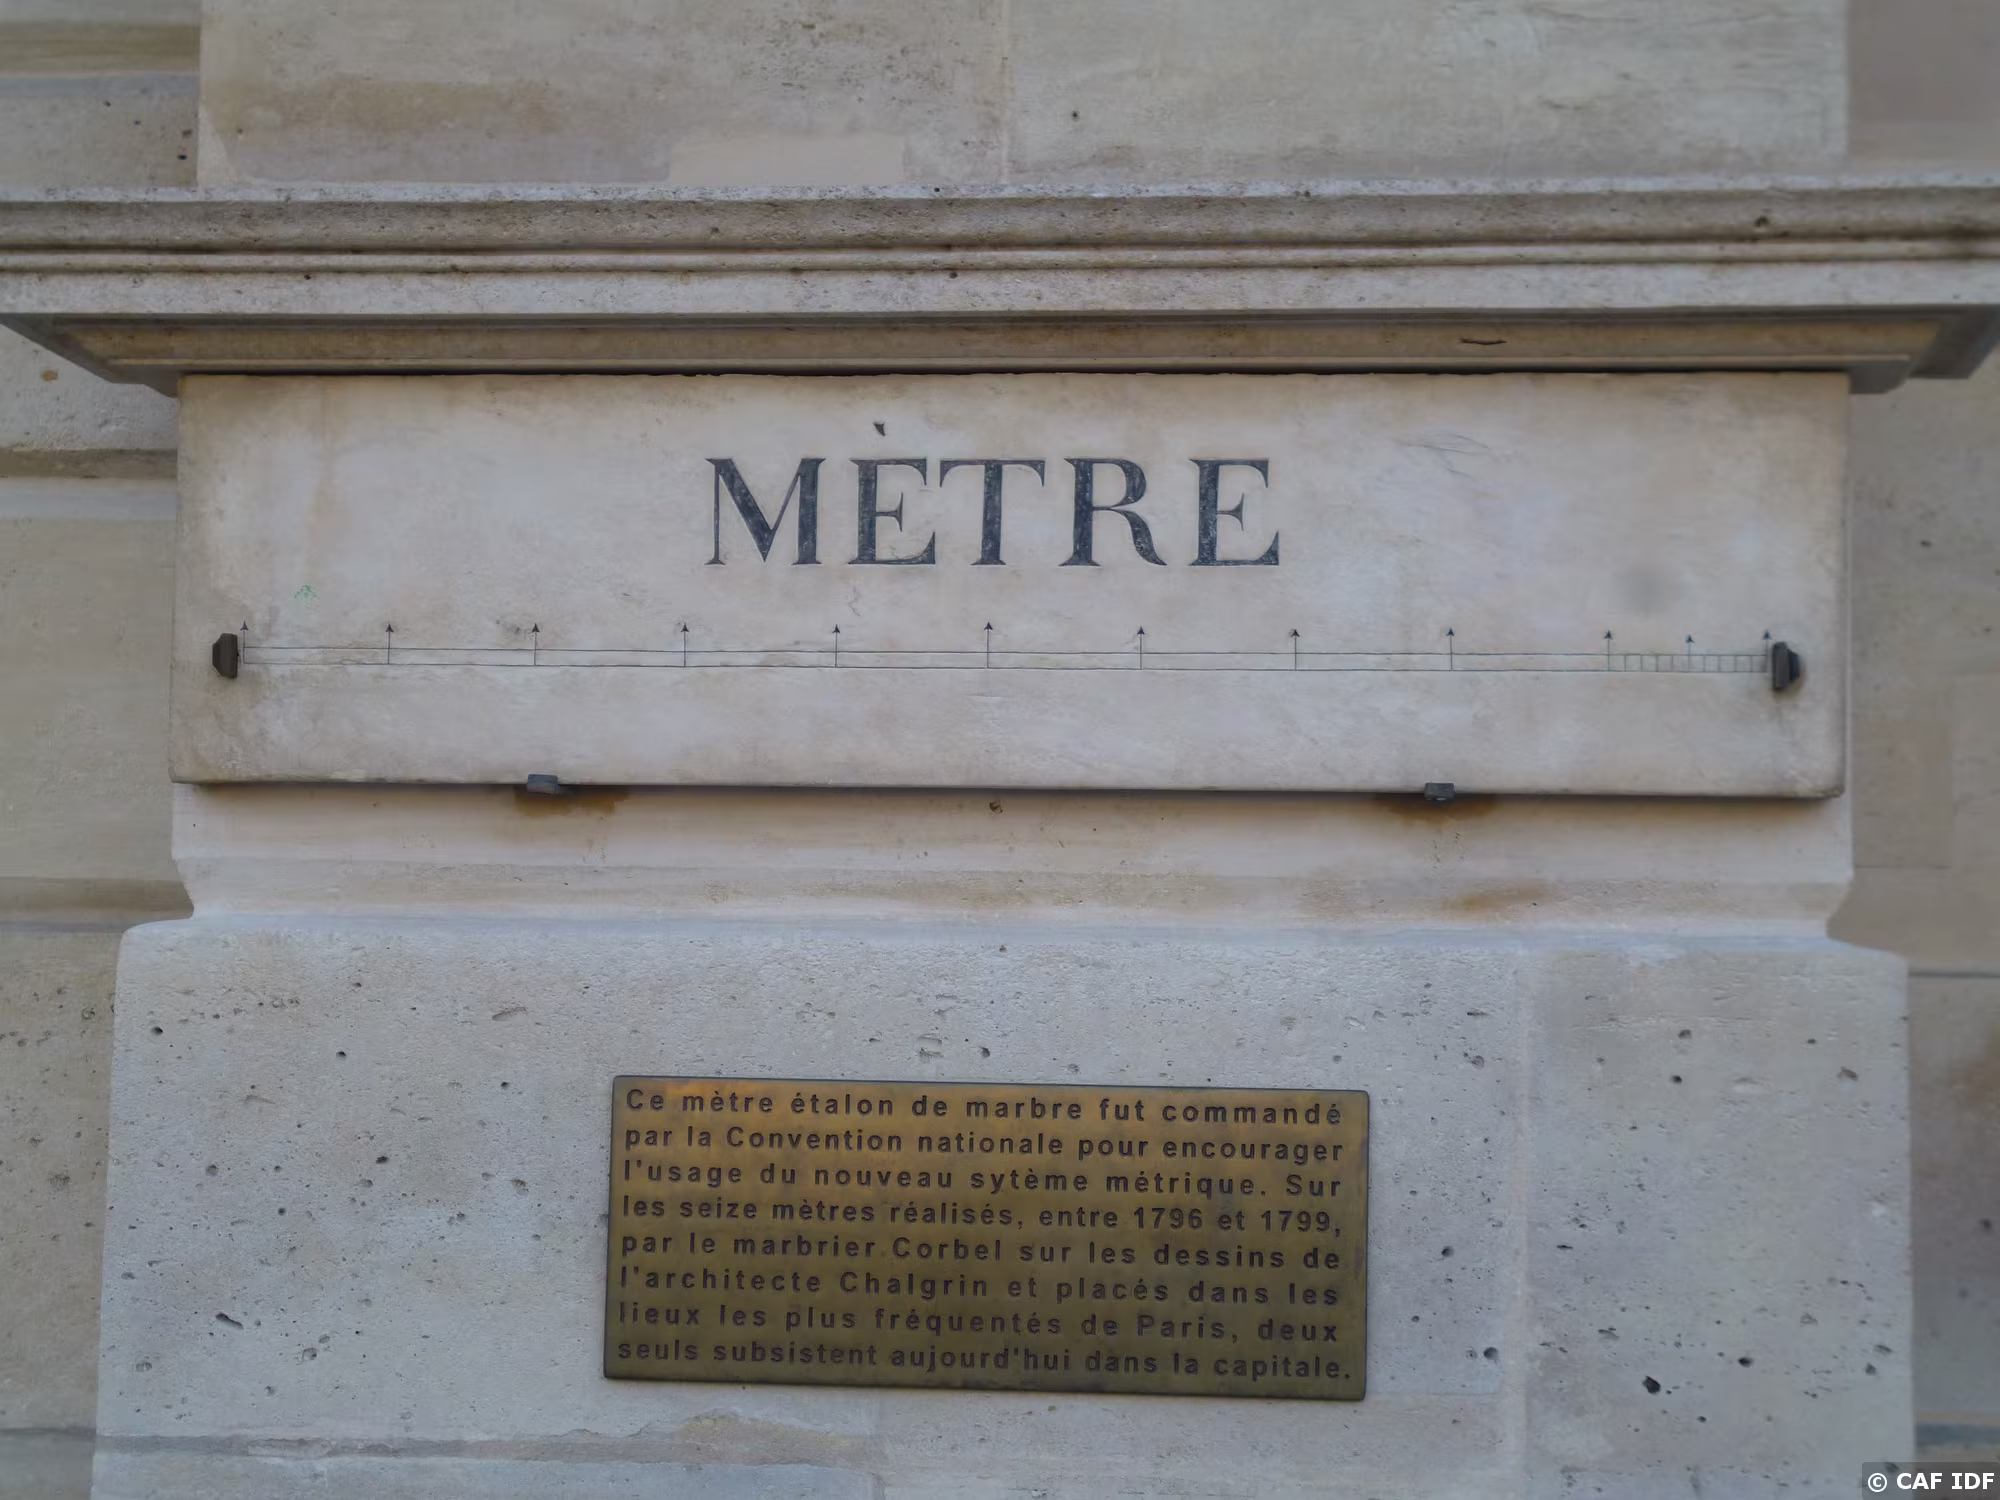 MÈTRE
Ce mètre étalon de marbre fut commandé
par la Convention nationale pour encourager
l'usage du nouveau sytème métrique. Sur
les seize mètres réalisés, entre 1796 et 1799,
par le marbrier Corbel sur les dessins de
l'architecte Chalgrin et placés dans les
lieux les plus fréquentés de Paris, deux
seuls subsistent aujourd'hui dans la capitale.
© CAF IDF